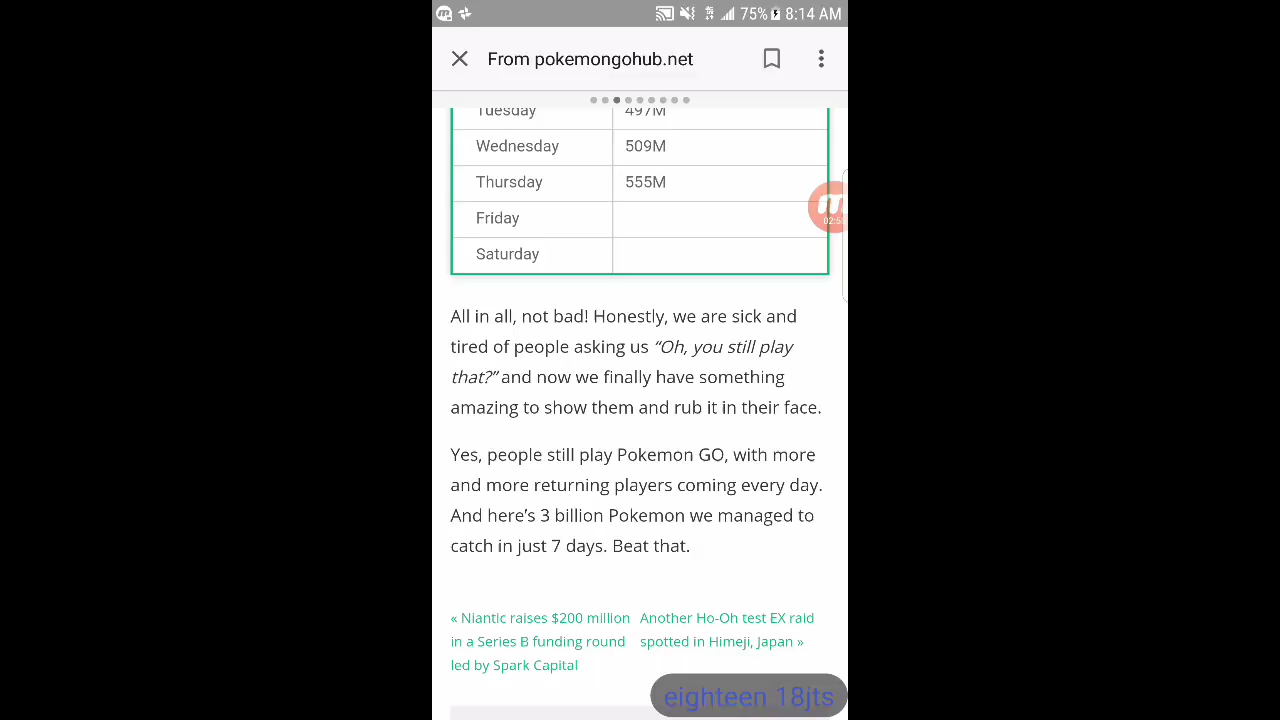 75% 8:14 AM
From pokemongohub.net
Tuesday 497M
Wednesday 509M
Thursday 555M
Friday
Saturday
All in all, not bad! Honestly, we are sick and
tired of people asking us “Oh, you still play
that?” and now we finally have something
amazing to show them and rub it in their face.
Yes, people still play Pokemon GO, with more
and more returning players coming every day.
And here’s 3 billion Pokemon we managed to
catch in just 7 days. Beat that.
« Niantic raises $200 million
in a Series B funding round
led by Spark Capital
Another Ho-Oh test EX raid
spotted in Himeji, Japan »
eighteen 18jts